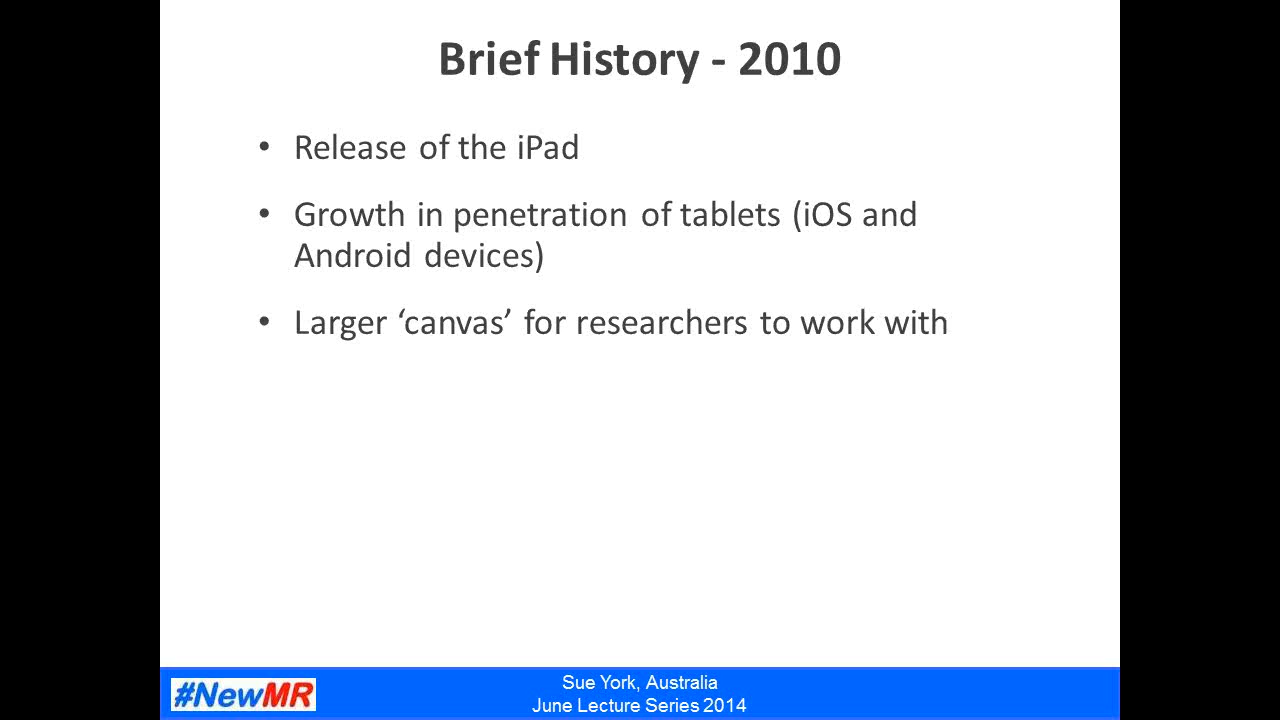 Brief History - 2010
• Release of the iPad
• Growth in penetration of tablets (iOS and
Android devices)
• Larger ‘canvas’ for researchers to work with
#NewMR
Sue York, Australia
June Lecture Series 2014